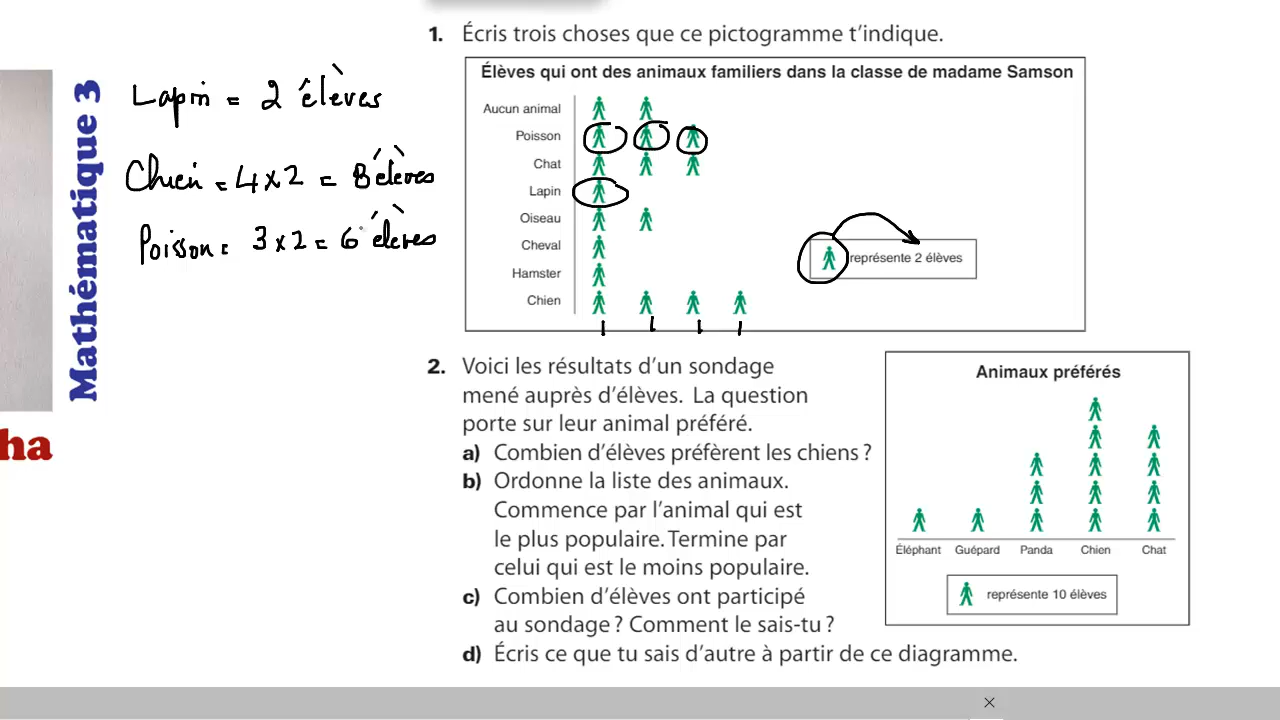 1. Écris trois choses que ce pictogramme t'indique.
Élèves qui ont des animaux familiers dans la classe de madame Samson
Aucun animal
Poisson
Chat
Lapin
Oiseau
Cheval
Hamster
Chien
représente 2 élèves
Lapin = 2 élèves
Chien = 4 x 2 = 8 élèves
Poisson = 3 x 2 = 6 élèves
Mathématique 3
ha
2. Voici les résultats d'un sondage
mené auprès d'élèves. La question
porte sur leur animal préféré.
a) Combien d'élèves préfèrent les chiens ?
b) Ordonne la liste des animaux.
Commence par l'animal qui est
le plus populaire. Termine par
celui qui est le moins populaire.
c) Combien d'élèves ont participé
au sondage ? Comment le sais-tu ?
d) Écris ce que tu sais d'autre à partir de ce diagramme.
Animaux préférés
Éléphant Guépard Panda Chien Chat
représente 10 élèves